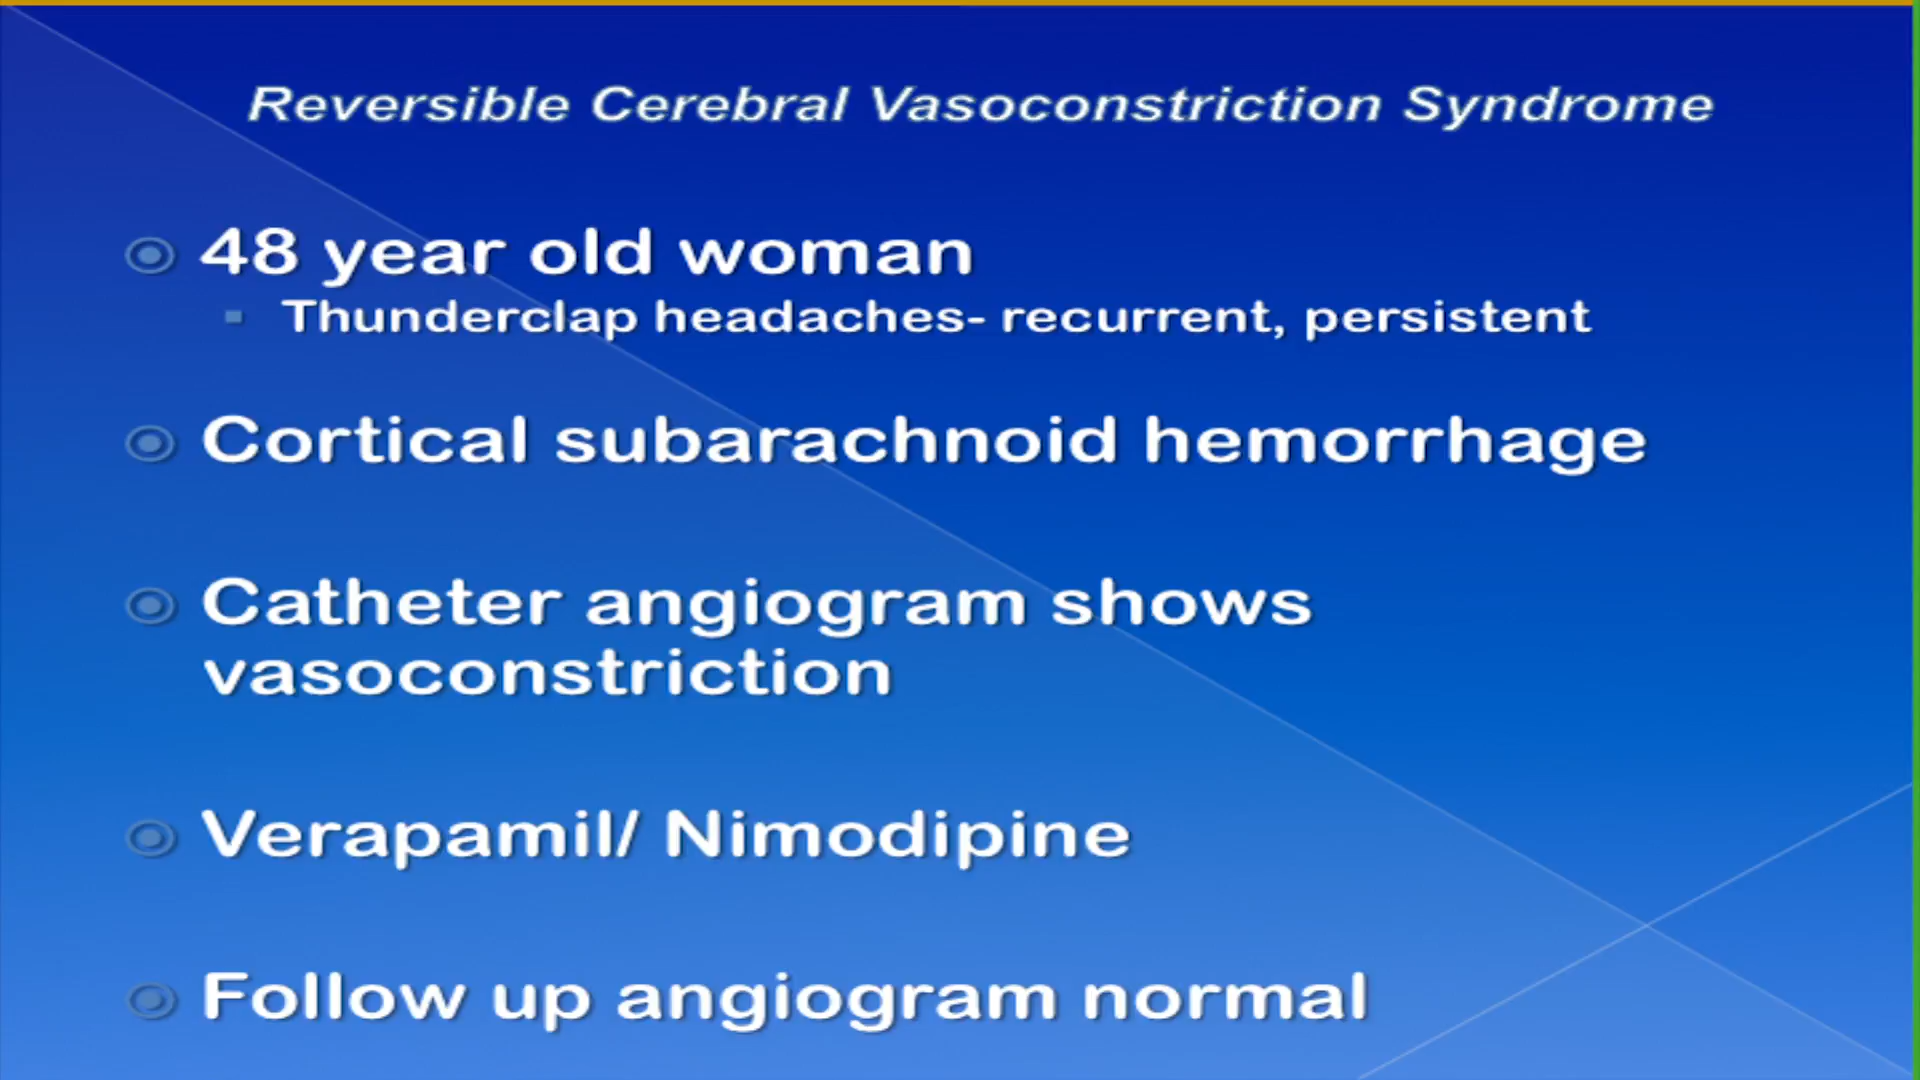 Reversible Cerebral Vasoconstriction Syndrome
48 year old woman
Thunderclap headaches- recurrent, persistent
Cortical subarachnoid hemorrhage
Catheter angiogram shows
vasoconstriction
Verapamil/ Nimodipine
Follow up angiogram normal